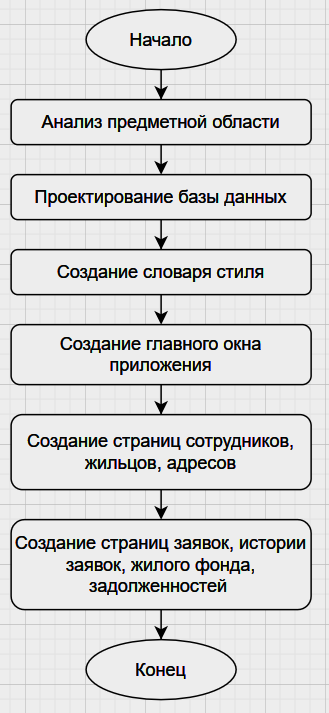 Начало
Анализ предметной области
Проектирование базы данных
Создание словаря стиля
Создание главного окна
приложения
Создание страниц сотрудников,
жильцов, адресов
Создание страниц заявок, истории
заявок, жилого фонда,
задолженностей
Конец